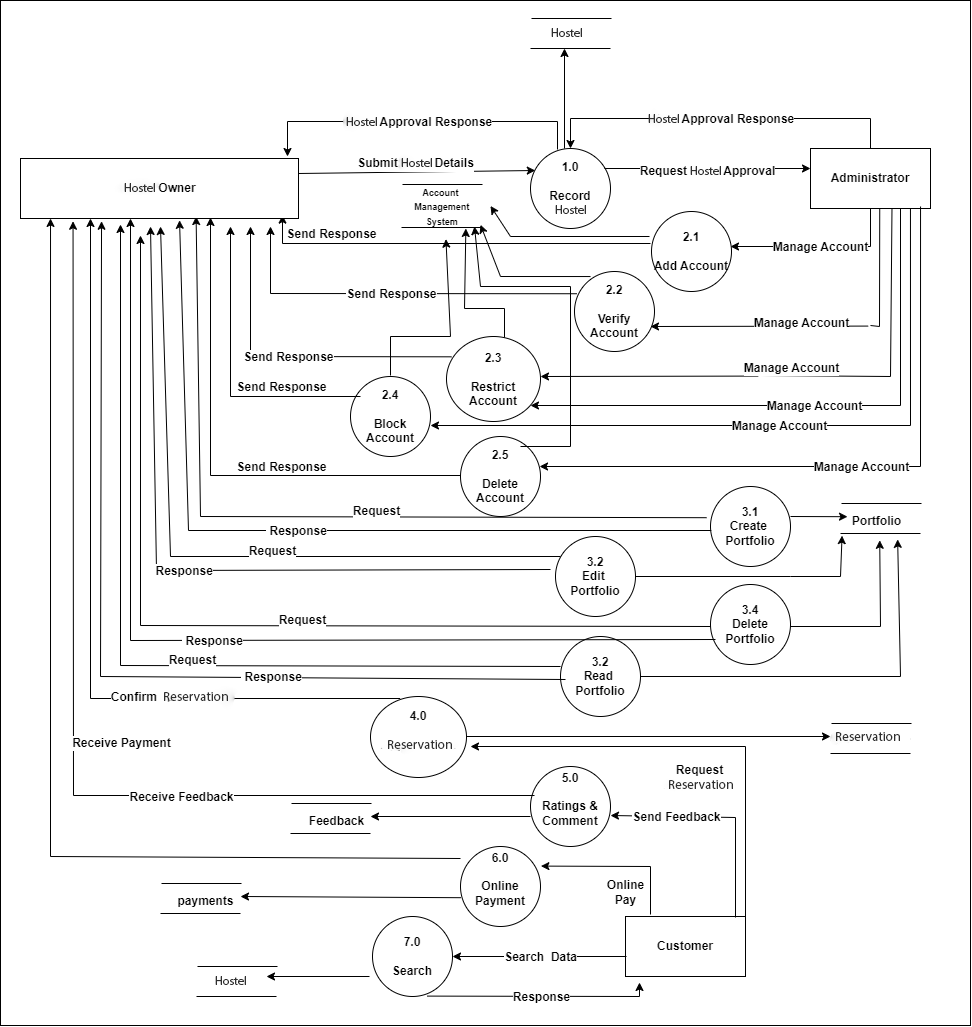 Hostel
Hostel Approval Response
Hostel Approval Response
Submit Hostel Details
1.0
Record
Hostel
Request Hostel Approval
Administrator
Hostel Owner
Account
Management
System
Send Response
2.1
Add Account
Manage Account
2.2
Verify
Account
Send Response
Manage Account
Send Response
2.3
Restrict
Account
Manage Account
Send Response
2.4
Block
Account
Manage Account
Manage Account
2.5
Delete
Account
Send Response
Manage Account
Request
3.1
Create
Portfolio
Portfolio
Response
Request
3.2
Edit
Portfolio
Response
3.4
Delete
Portfolio
Request
Response
Request
3.2
Read
Portfolio
Response
Confirm Reservation
4.0
Reservation
Reservation
Receive Payment
Request
Reservation
5.0
Ratings &
Comment
Receive Feedback
Feedback
Send Feedback
6.0
Online
Payment
Online
Pay
payments
7.0
Search
Search Data
Customer
Hostel
Response